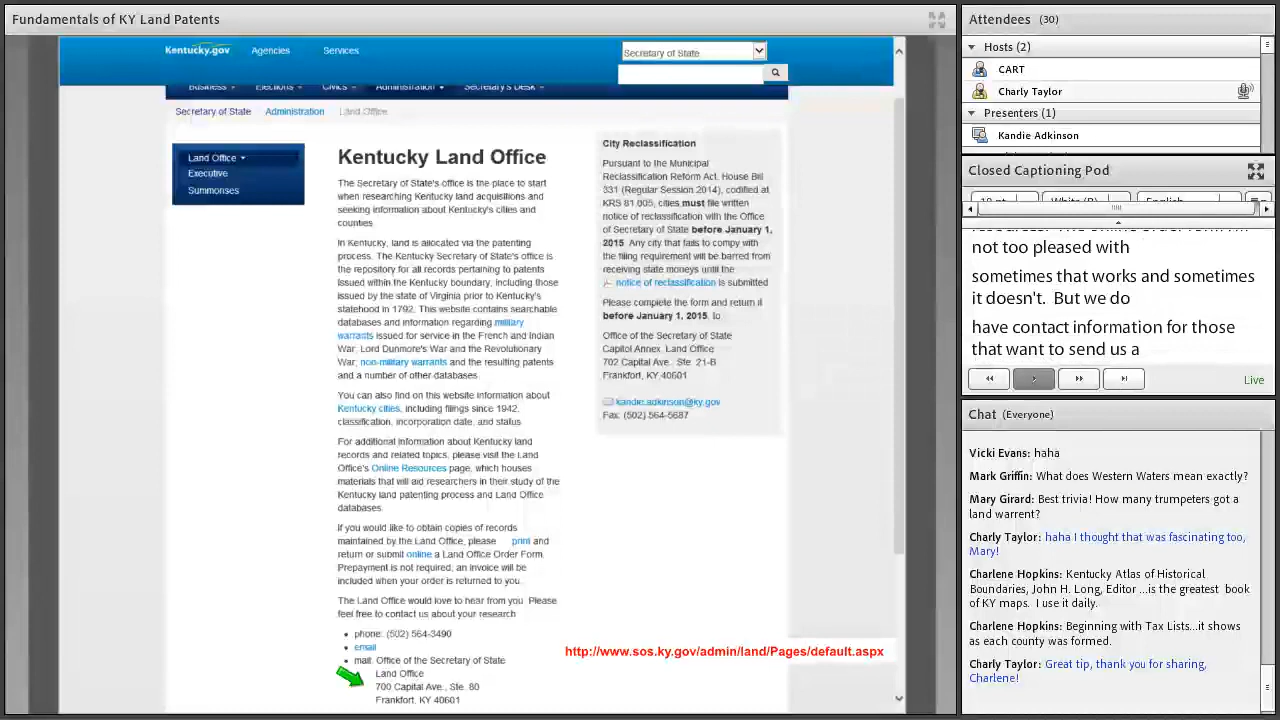 Fundamentals of KY Land Patents
Kentucky.gov Agencies Services
Secretary of State
Business Elections Civics Administration Secretary's Desk
Secretary of State Administration Land Office
Land Office
Executive
Summonses
Kentucky Land Office
The Secretary of State's office is the place to start
when researching Kentucky land acquisitions and
seeking information about Kentucky's cities and
counties
In Kentucky, land is allocated via the patenting
process. The Kentucky Secretary of State's office is
the repository for all records pertaining to patents
issued within the Kentucky boundary, including those
issued by the state of Virginia prior to Kentucky's
statehood in 1792. This website contains searchable
databases and information regarding military
warrants issued for service in the French and Indian
War, Lord Dunmore's War and the Revolutionary
War, non-military warrants and the resulting patents
and a number of other databases.
You can also find on this website information about
Kentucky cities, including filings since 1942,
classification, incorporation date, and status
For additional information about Kentucky land
records and related topics, please visit the Land
Office's Online Resources page, which houses
materials that will aid researchers in their study of the
Kentucky land patenting process and Land Office
databases.
If you would like to obtain copies of records
maintained by the Land Office, please print and
return or submit online a Land Office Order Form.
Prepayment is not required; an invoice will be
included when your order is returned to you.
The Land Office would love to hear from you. Please
feel free to contact us about your research
• phone: (502) 564-3490
• email
• mail: Office of the Secretary of State
Land Office
700 Capital Ave., Ste. 80
Frankfort, KY 40601
City Reclassification
Pursuant to the Municipal
Reclassification Reform Act, House Bill
331 (Regular Session 2014), codified at
KRS 81.005, cities must file written
notice of reclassification with the Office
of Secretary of State before January 1,
2015. Any city that fails to comply with
the filing requirement will be barred from
receiving state moneys until the
notice of reclassification is submitted
Please complete the form and return it
before January 1, 2015, to
Office of the Secretary of State
Capitol Annex, Land Office
702 Capital Ave., Ste. 21-B
Frankfort, KY 40601
kandie.adkinson@ky.gov
Fax: (502) 564-5687
http://www.sos.ky.gov/admin/land/Pages/default.aspx
Attendees (30)
Hosts (2)
CART
Charly Taylor
Presenters (1)
Kandie Adkinson
Closed Captioning Pod
English
not too pleased with
sometimes that works and sometimes
it doesn't. But we do
have contact information for those
that want to send us a
Live
Chat (Everyone)
Vicki Evans: haha
Mark Griffin: What does Western Waters mean exactly?
Mary Girard: Best trivia! How many trumpeters got a
land warrent?
Charly Taylor: haha I thought that was fascinating too,
Mary!
Charlene Hopkins: Kentucky Atlas of Historical
Boundaries, John H. Long, Editor ...is the greatest book
of KY maps. I use it daily.
Charlene Hopkins: Beginning with Tax Lists...it shows
as each county was formed.
Charly Taylor: Great tip, thank you for sharing,
Charlene!